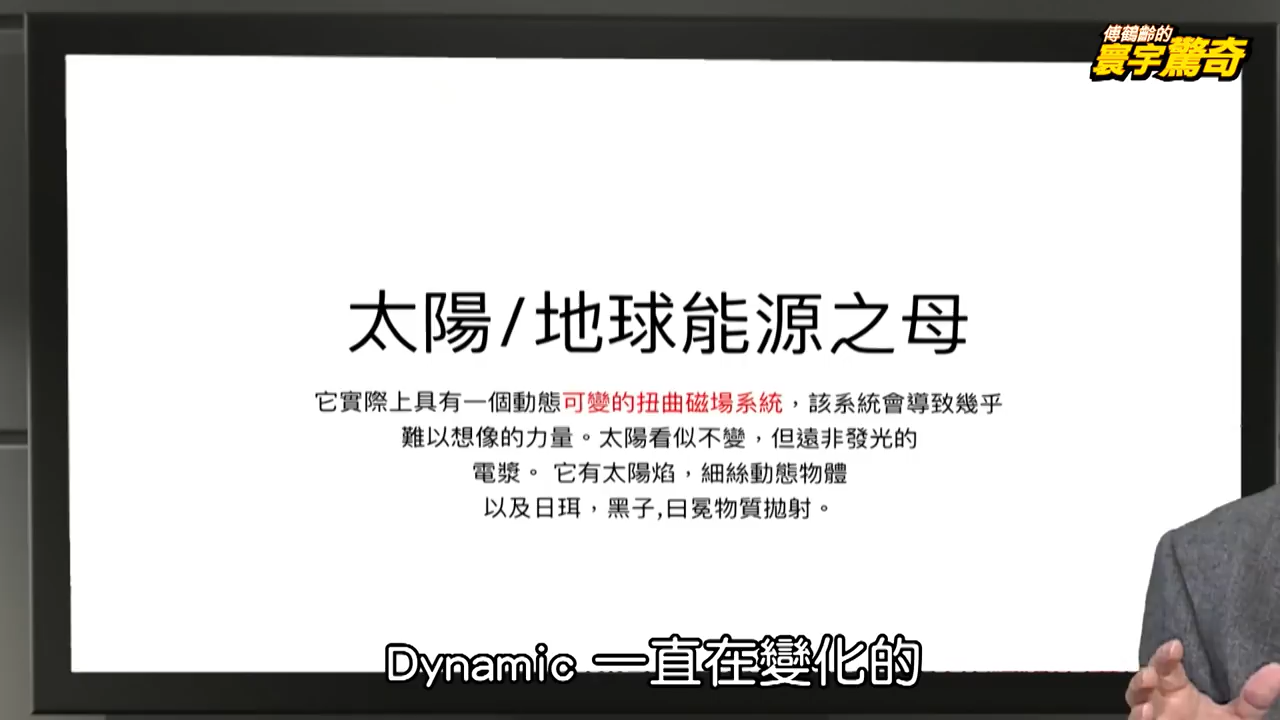 傅鶴齡的
寰宇驚奇
太陽/地球能源之母
它實際上具有一個動態可變的扭曲磁場系統，該系統會導致幾乎
難以想像的力量。太陽看似不變，但遠非發光的
電漿。 它有太陽焰，細絲動態物體
以及日珥，黑子,日冕物質拋射。
Dynamic 一直在變化的